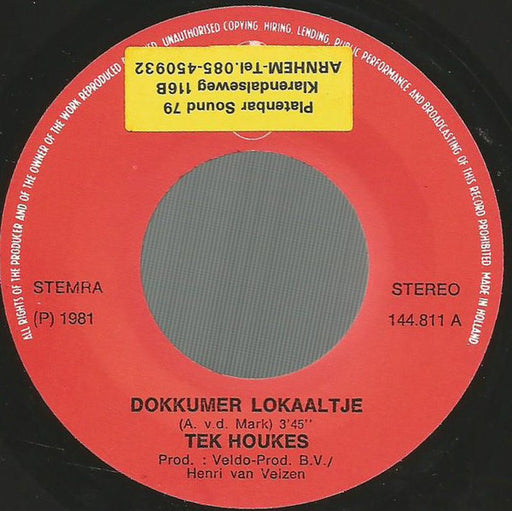 ALL RIGHTS OF THE PRODUCER AND OF THE OWNER OF THE WORK REPRODUCED UNAUTHORISED COPYING, HIRING, LENDING, PUBLIC PERFORMANCE AND BROADCASTING OF THIS RECORD PROHIBITED MADE IN HOLLAND.
Platenbar Sound 79
Klarendalseweg 116B
ARNHEM-Tel.085-450932
STEMRA
(P) 1981
STEREO
144.811 A
DOKKUMER LOKAALTJE
(A. v.d. Mark) 3'45"
TEK HOUKES
Prod. : Veldo-Prod. B.V./
Henri van Velzen